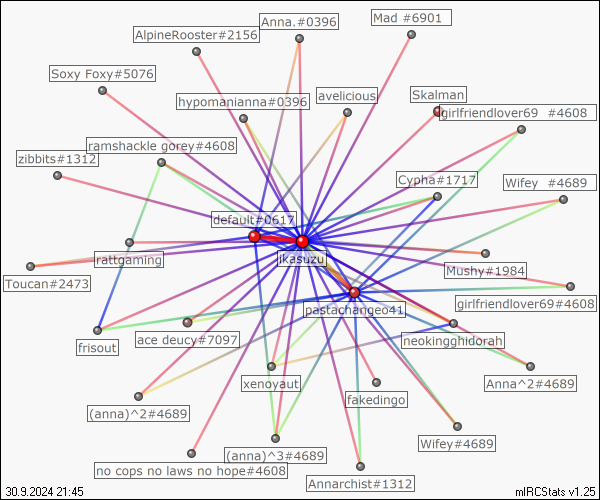 Mad #6901
Anna.#0396
AlpineRooster#2156
Soxy Foxy#5076
hypomanianna#0396
avelicious
Skalman
girlfriendlover69 #4608
ramshackle gorey#4608
zibbits#1312
Cypha#1717
Wifey #4689
default#0617
ikasuzu
rattgaming
Mushy#1984
Toucan#2473
pastachangeo41
girlfriendlover69#4608
frisout
ace deucy#7097
neokingghidorah
xenoyaut
Anna^2#4689
fakedingo
(anna)^2#4689
Wifey#4689
(anna)^3#4689
no cops no laws no hope#4608
Annarchist#1312
30.9.2024 21:45
mIRCStats v1.25